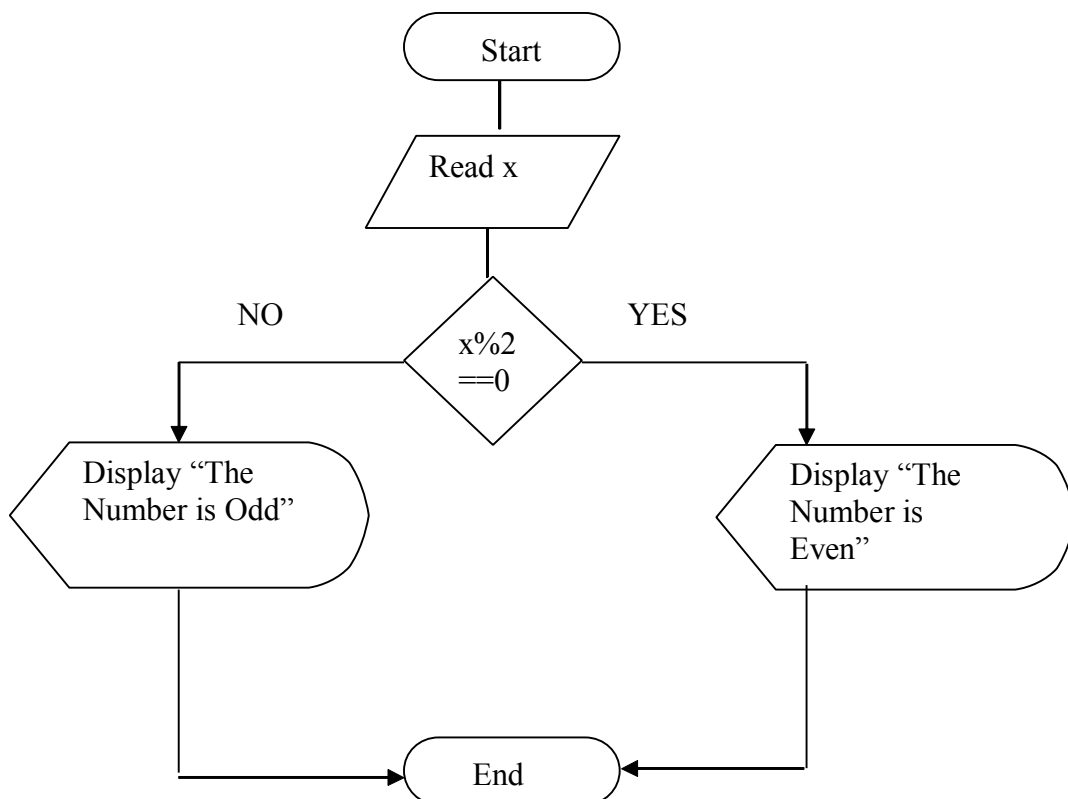 Start
Read x
NO
YES
x%2
==0
Display “The
Number is Odd”
Display “The
Number is
Even”
End